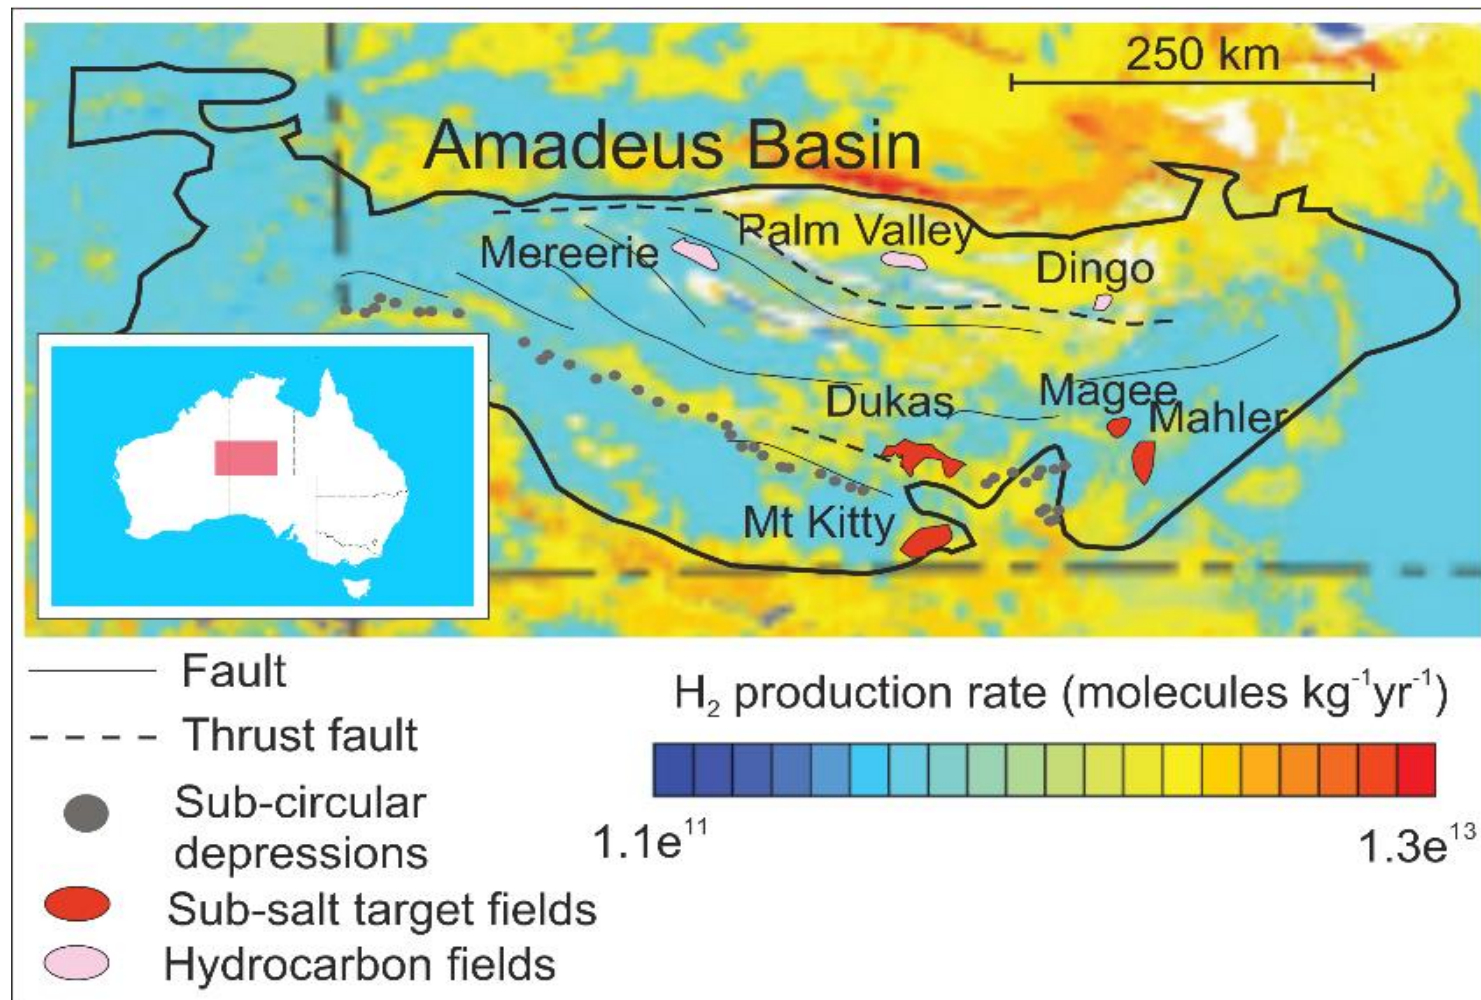 250 km
Amadeus Basin
Palm Valley
Mereerie
Dingo
Dukas
Magee
Mahler
Mt Kitty
Fault
Thrust fault
Sub-circular
depressions
Sub-salt target fields
Hydrocarbon fields
H₂ production rate (molecules kg⁻¹yr⁻¹)
1.1e¹¹
1.3e¹³